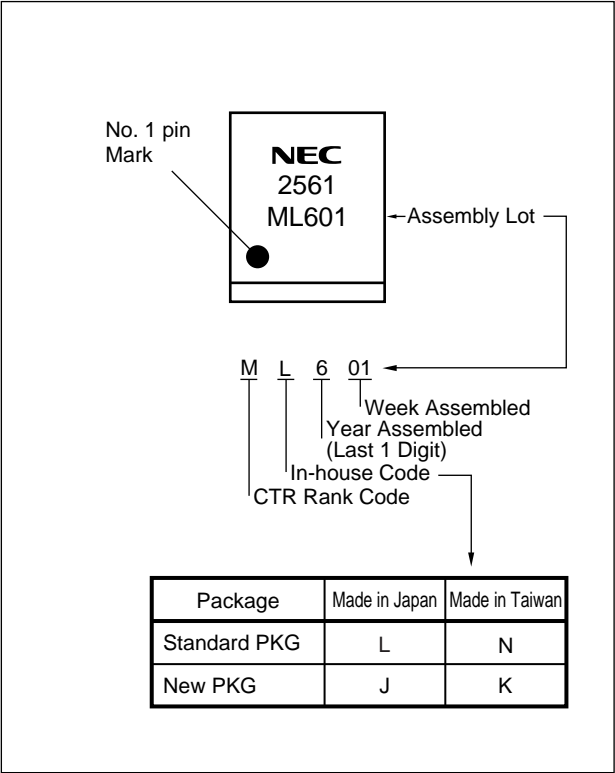 No. 1 pin
Mark
NEC
2561
ML601
Assembly Lot
M L 6 01
Week Assembled
Year Assembled
(Last 1 Digit)
In-house Code
CTR Rank Code
Package Made in Japan Made in Taiwan
Standard PKG L N
New PKG J K